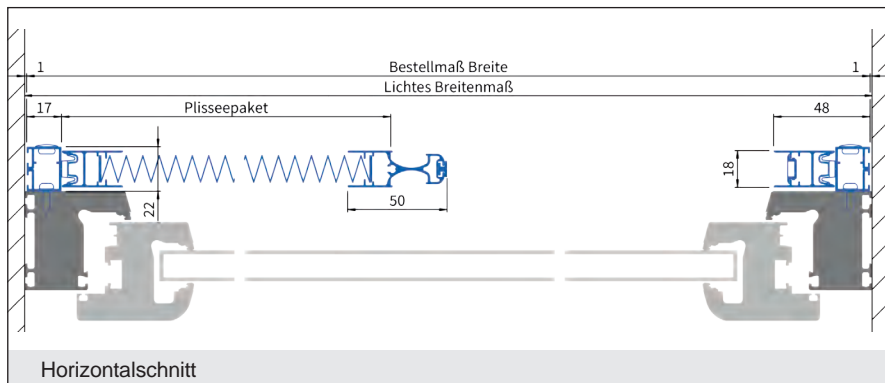 1 Bestellmaß Breite 1
Lichtes Breitenmaß
17 Plisseepaket 48
18
22
50
Horizontalschnitt